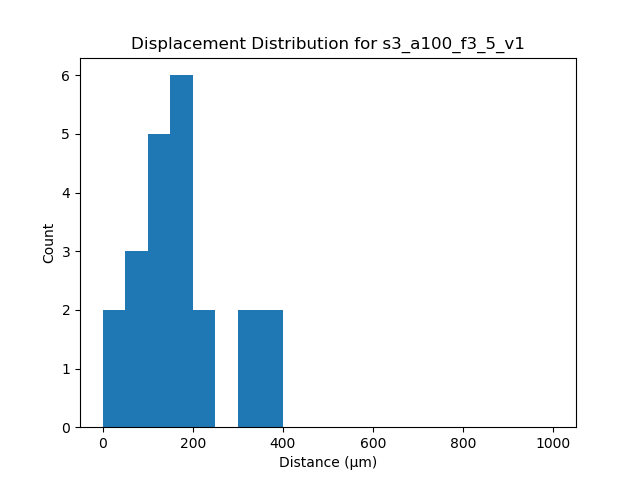 Displacement Distribution for s3_a100_f3_5_v1
6
5
4
3
2
1
0
Count
0 200 400 600 800 1000
Distance (μm)